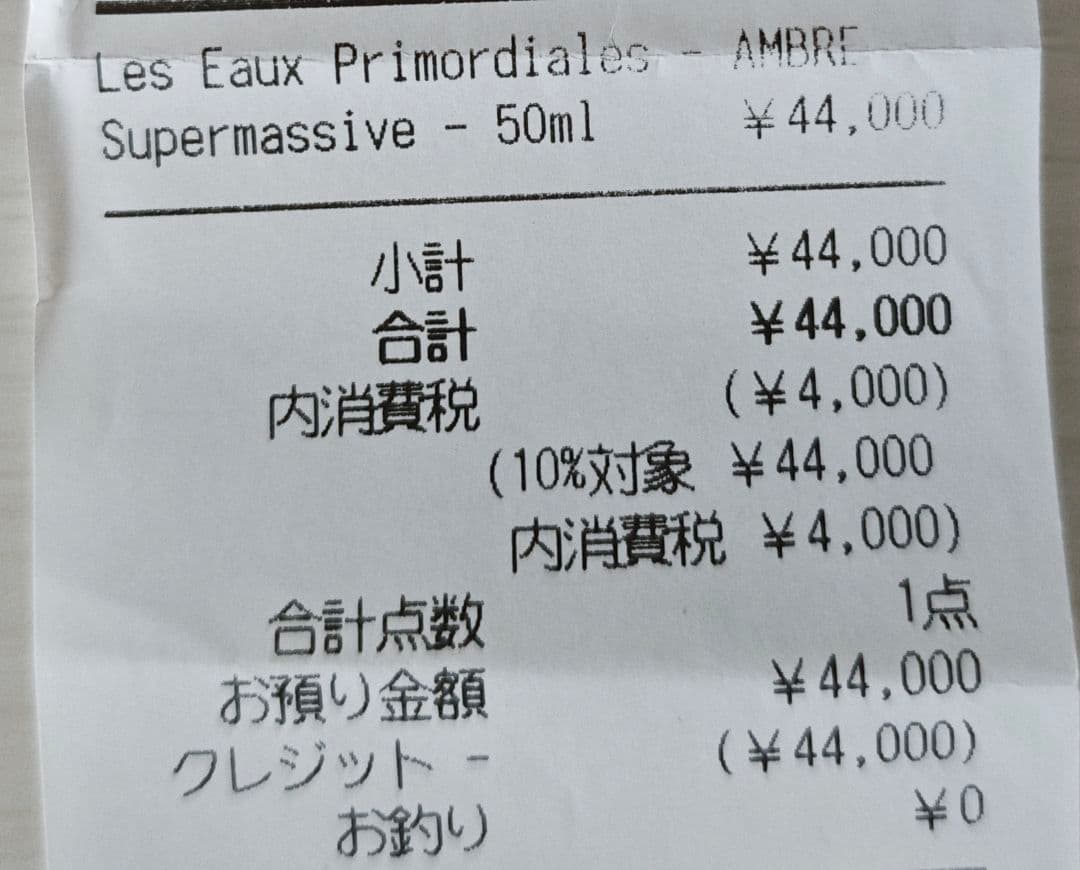 Les Eaux Primordiales - AMBRE
Supermassive - 50ml ¥44,000
小計 ¥44,000
合計 ¥44,000
内消費税 (¥4,000)
(10%対象 ¥44,000
内消費税 ¥4,000)
合計点数 1点
お預り金額 ¥44,000
クレジット - (¥44,000)
お釣り ¥0